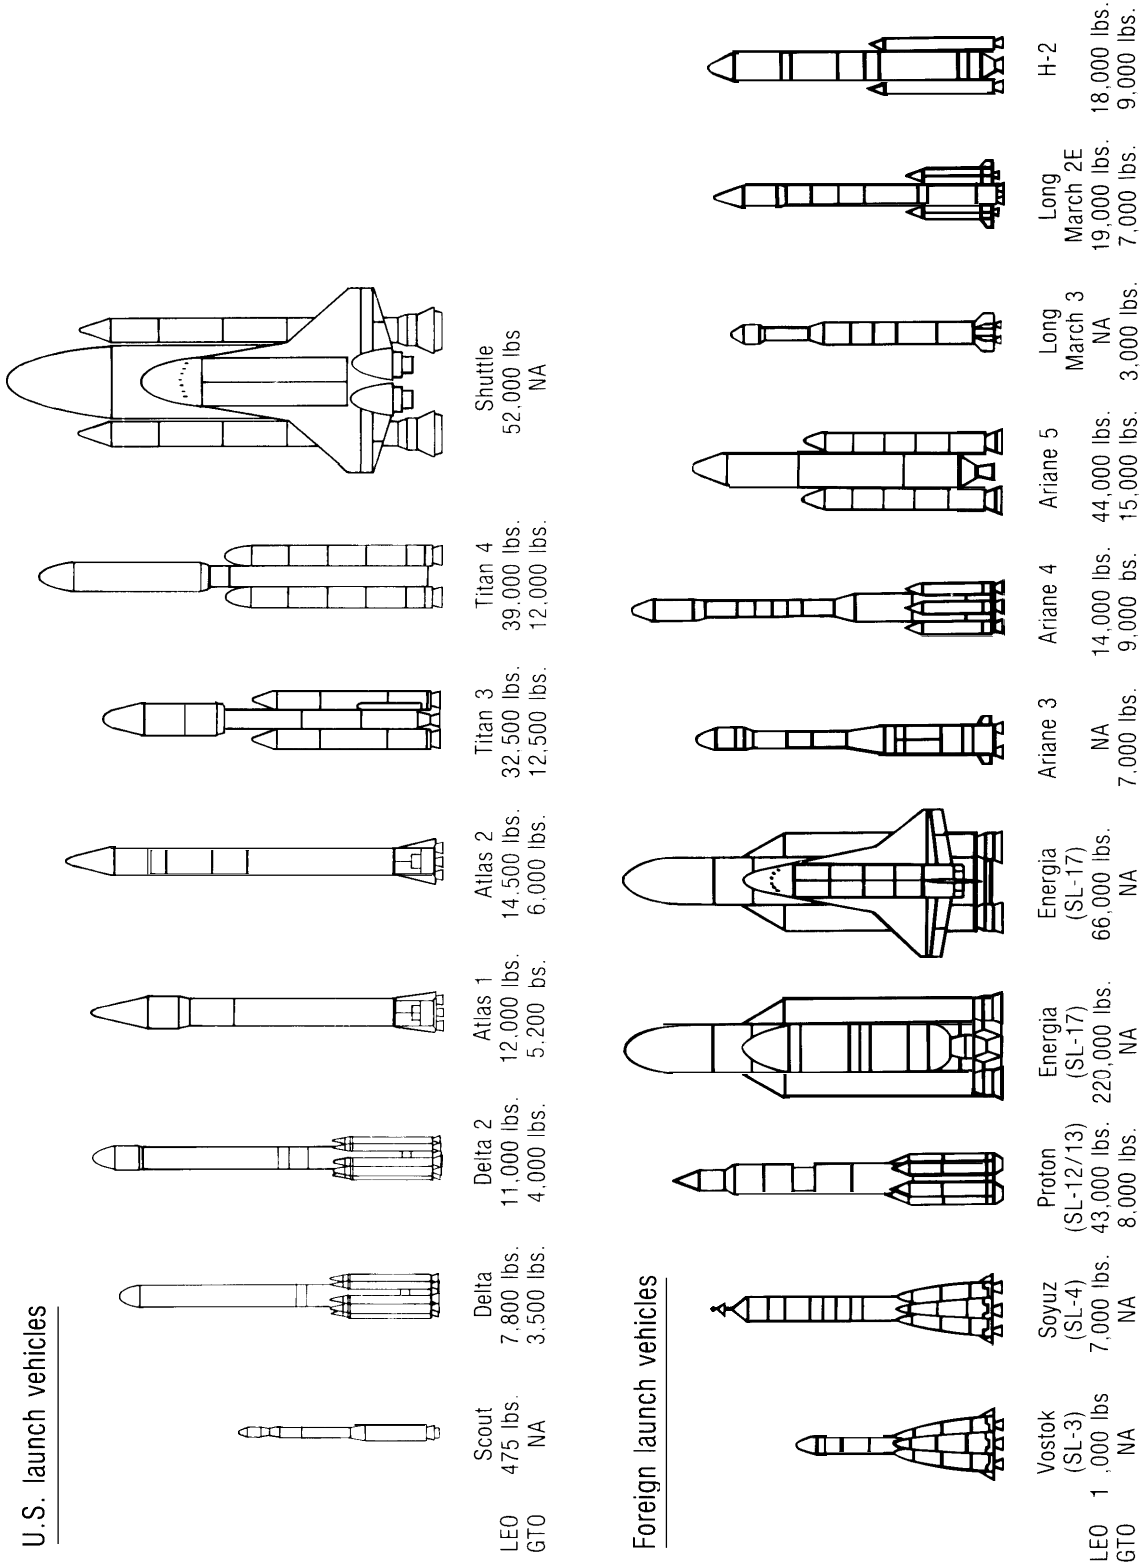 U.S. launch vehicles
Scout Delta Delta 2 Atlas 1 Atlas 2 Titan 3 Titan 4 Shuttle
LEO 475 lbs. 7,800 lbs. 11,000 lbs. 12,000 lbs. 14,500 lbs. 32,500 lbs. 39,000 lbs. 52,000 lbs
GTO NA 3,500 lbs. 4,000 lbs. 5,200 bs. 6,000 lbs. 12,500 lbs. 12,000 lbs. NA
Foreign launch vehicles
Vostok Soyuz Proton Energia Energia Ariane 3 Ariane 4 Ariane 5 Long Long H-2
(SL-3) (SL-4) (SL-12/13) (SL-17) (SL-17) March 3 March 2E
LEO 1 ,000 lbs 7,000 lbs. 43,000 lbs. 220,000 lbs. 66,000 lbs. NA 14,000 lbs. 44,000 lbs. NA 19,000 lbs. 18,000 lbs.
GTO NA NA 8,000 lbs. NA NA 7,000 lbs. 9,000 bs. 15,000 lbs. 3,000 lbs. 7,000 lbs. 9,000 lbs.